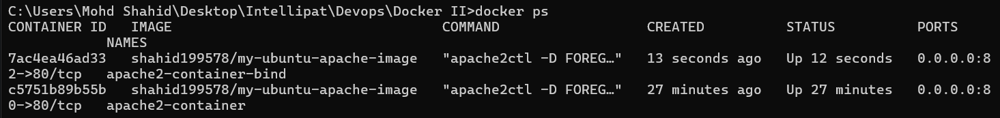 C:\Users\Mohd Shahid\Desktop\Intellipat\Devops\Docker II>docker ps
CONTAINER ID   IMAGE                                 COMMAND                  CREATED          STATUS          PORTS
            NAMES
7ac4ea46ad33   shahid199578/my-ubuntu-apache-image   "apache2ctl -D FOREG…"   13 seconds ago   Up 12 seconds   0.0.0.0:8
2->80/tcp   apache2-container-bind
c5751b89b55b   shahid199578/my-ubuntu-apache-image   "apache2ctl -D FOREG…"   27 minutes ago   Up 27 minutes   0.0.0.0:8
0->80/tcp   apache2-container